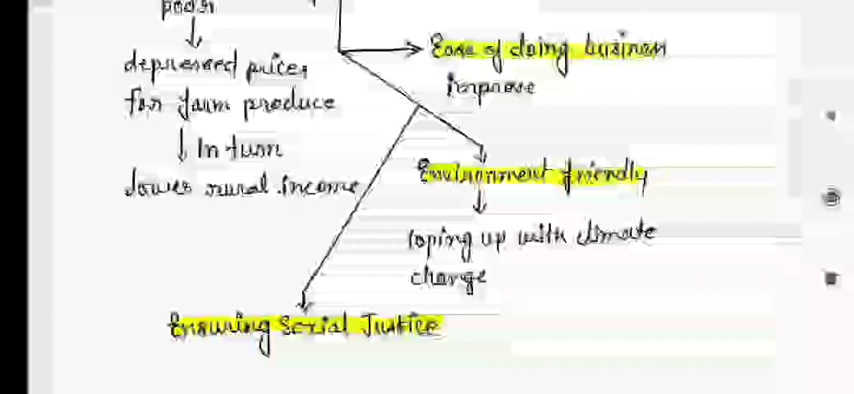 poor
depressed prices
for farm produce
In turn
lower rural income
Ease of doing business
improve
Environment friendly
coping up with climate
change
Ensuring Social Justice